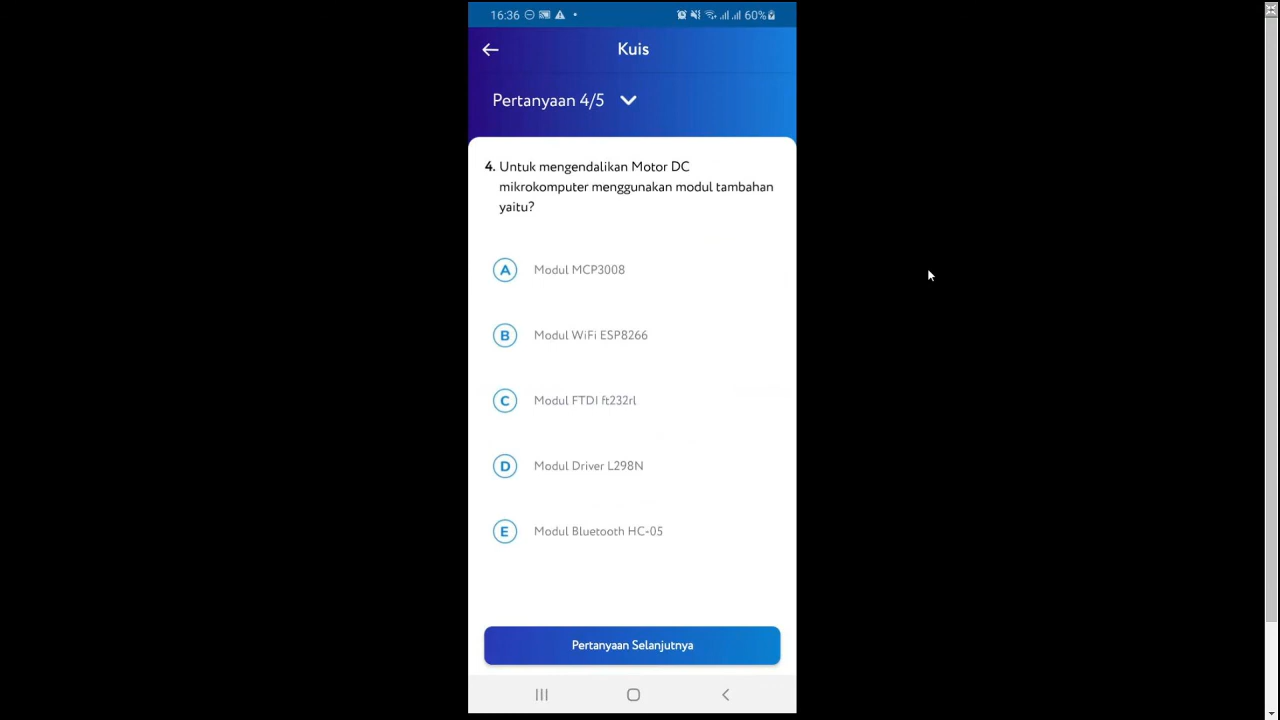 16:36
60%
Kuis
Pertanyaan 4/5
4. Untuk mengendalikan Motor DC
mikrokomputer menggunakan modul tambahan
yaitu?
A Modul MCP3008
B Modul WiFi ESP8266
C Modul FTDI ft232rl
D Modul Driver L298N
E Modul Bluetooth HC-05
Pertanyaan Selanjutnya